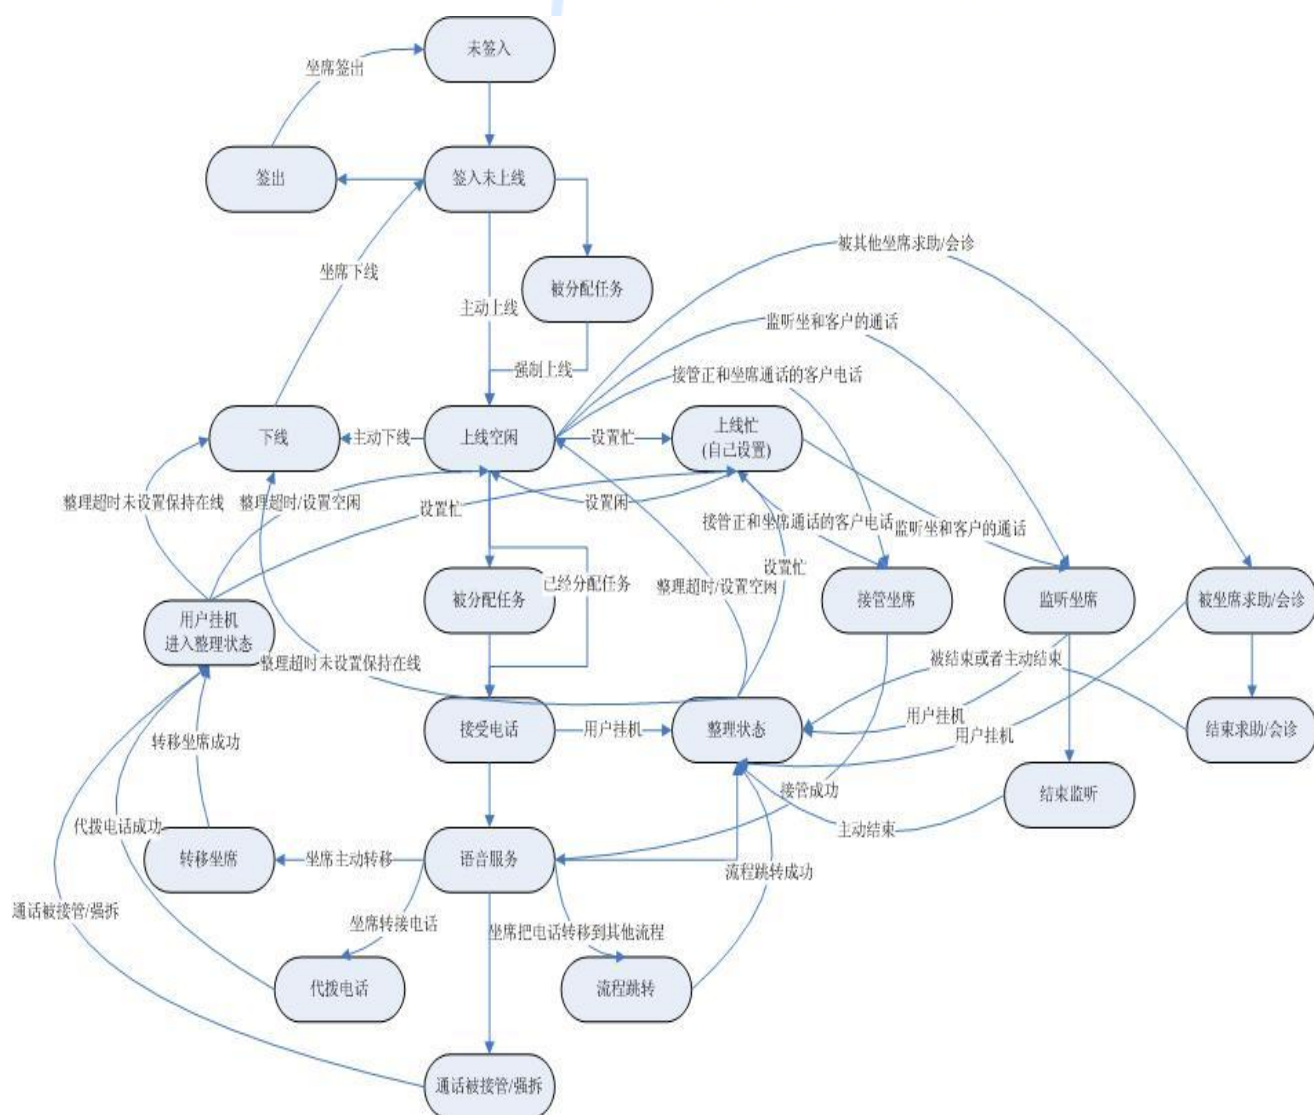 未签入
坐席签出
签出
签入未上线
被其他坐席求助/会诊
坐席下线
被分配任务
主动上线
监听坐和客户的通话
强制上线
接管正和坐席通话的客户电话
下线
主动下线
上线空闲
设置忙
上线忙
(自己设置)
整理超时未设置保持在线
整理超时/设置空闲
设置忙
设置闲
接管正和坐席通话的客户电话
监听坐和客户的通话
设置忙
已经分配任务
整理超时/设置空闲
被分配任务
接管坐席
监听坐席
被坐席求助/会诊
用户挂机
进入整理状态
整理超时未设置保持在线
被结束或者主动结束
用户挂机
用户挂机
接受电话
用户挂机
整理状态
结束求助/会诊
转移坐席成功
接管成功
结束监听
代拨电话成功
主动结束
转移坐席
坐席主动转移
语音服务
流程跳转成功
通话被接管/强拆
坐席转接电话
坐席把电话转移到其他流程
代拨电话
流程跳转
通话被接管/强拆